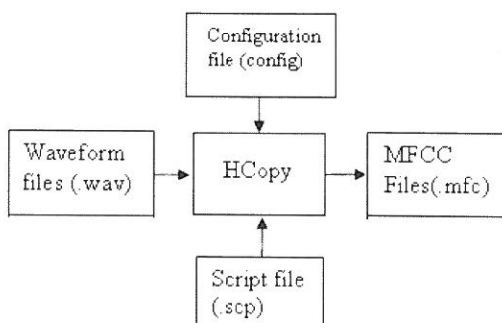 Configuration
file (config)
Waveform
files (.wav)
HCopy
MFCC
Files(.mfc)
Script file
(.scp)